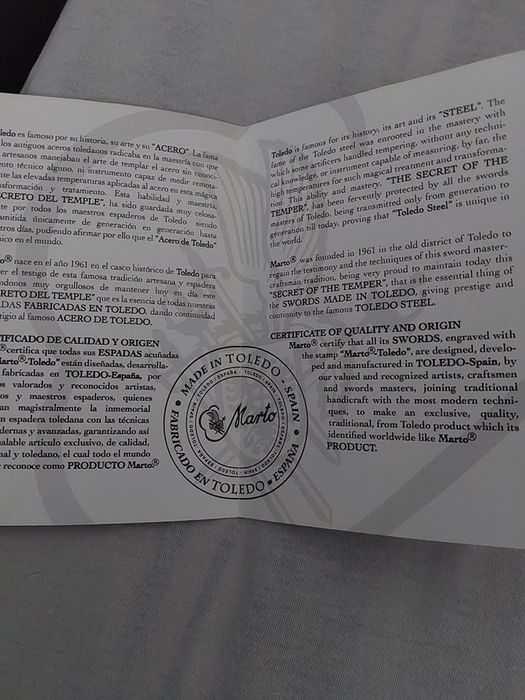 ledo es famoso por su historia, su arte y su "ACERO". La fama
los antiguos aceros toledanos radicaba en la maestría con que
artesanos manejaban el arte de templar el acero sin conoci-
ento técnico alguno, ni instrumento capaz de medir remota-
nte las elevadas temperaturas aplicadas al acero en esta mágica
nsformación y tratamiento. Esta habilidad y maestría,
CRETO DEL TEMPLE", ha sido guardada muy celosa-
te por todos los maestros espaderos de Toledo siendo
smitida únicamente de generación en generación hasta
tros días, pudiendo afirmar por ello que el "Acero de Toledo"
nico en el mundo.
o® nace en el año 1961 en el casco histórico de Toledo para
er el testigo de esta famosa tradición artesana y espadera
ndonos muy orgullosos de mantener hoy en día, este
RETO DEL TEMPLE" que es la esencia de todas nuestras
DAS FABRICADAS EN TOLEDO, dando continuidad
tigio al famoso ACERO DE TOLEDO.
TIFICADO DE CALIDAD Y ORIGEN
®certifica que todas sus ESPADAS acuñadas
Marto®-Toledo" están diseñadas, desarrolla-
fabricadas en TOLEDO-España, por
os valorados y reconocidos artistas,
os y maestros espaderos, quienes
an magistralmente la inmemorial
n espadera toledana con las técnicas
dernas y avanzadas, garantizando así
alable artículo exclusivo, de calidad,
nal y toledano, el cual todo el mundo
y reconoce como PRODUCTO Marto®
Toledo is famous for its history, its art and its "STEEL". The
fame of the Toledo steel was enrooted in the mastery with
which some artificers handled tempering, without any techni-
cal knowledge, or instrument capable of measuring, by far, the
high temperatures for such magical treatment and transforma-
tion. This ability and mastery, "THE SECRET OF THE
TEMPER", has been fervently protected by all the swords
masters of Toledo, being transmitted only from generation to
generation till today, proving that "Toledo Steel" is unique in
the world.
Marto® was founded in 1961 in the old district of Toledo to
regain the testimony and the techniques of this sword master-
craftsman tradition, being very proud to maintain today this
"SECRET OF THE TEMPER", that is the essential thing of
the SWORDS MADE IN TOLEDO, giving prestige and
continuity to the famous TOLEDO STEEL.
CERTIFICATE OF QUALITY AND ORIGIN
Marto® certify that all its SWORDS, engraved with
the stamp "Marto®-Toledo", are designed, develo-
ped and manufactured in TOLEDO-Spain, by
our valued and recognized artists, craftsmen
and swords masters, joining traditional
handicraft with the most modern techni-
ques, to make an exclusive, quality,
traditional, from Toledo product which its
identified worldwide like Marto®
PRODUCT.
MADE IN TOLEDO · SPAIN
Marto
FABRICADO EN TOLEDO · ESPAÑA